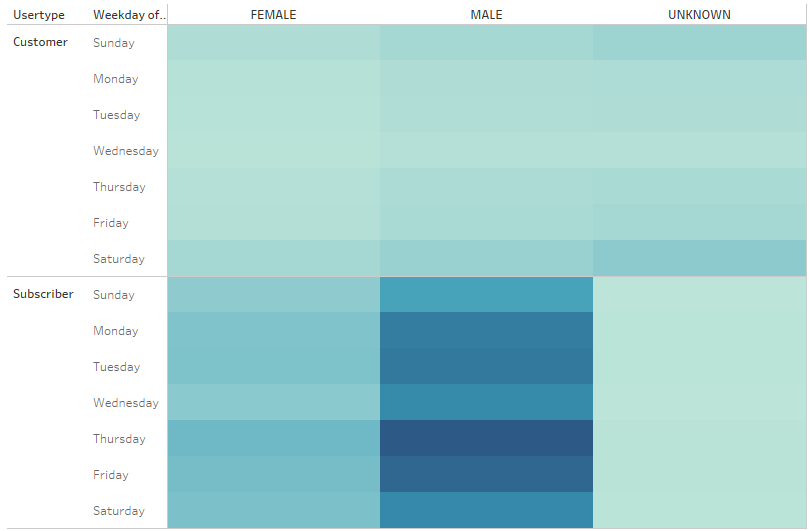 Usertype Weekday of.. FEMALE MALE UNKNOWN
Customer Sunday
Monday
Tuesday
Wednesday
Thursday
Friday
Saturday
Subscriber Sunday
Monday
Tuesday
Wednesday
Thursday
Friday
Saturday